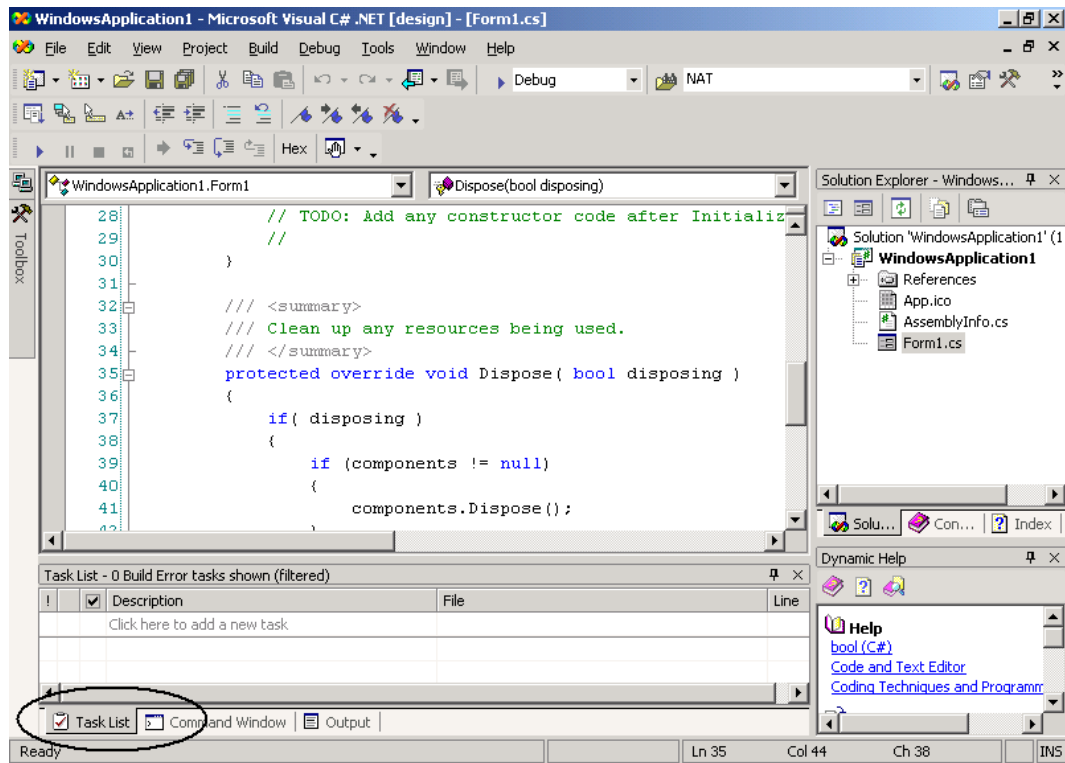 WindowsApplication1 - Microsoft Visual C# .NET [design] - [Form1.cs]
File Edit View Project Build Debug Tools Window Help
Debug NAT
Hex
WindowsApplication1.Form1 Dispose(bool disposing)
Toolbox
28 // TODO: Add any constructor code after Initializ
29 //
30 }
31
32 /// <summary>
33 /// Clean up any resources being used.
34 /// </summary>
35 protected override void Dispose( bool disposing )
36 {
37 if( disposing )
38 {
39 if (components != null)
40 {
41 components.Dispose();
42 }
Solution Explorer - Windows...
Solution 'WindowsApplication1' (1
WindowsApplication1
References
App.ico
AssemblyInfo.cs
Form1.cs
Solu... Con... Index
Task List - 0 Build Error tasks shown (filtered)
! Description File Line
Click here to add a new task
Task List Command Window Output
Dynamic Help
Help
bool (C#)
Code and Text Editor
Coding Techniques and Programm
Ready Ln 35 Col 44 Ch 38 INS